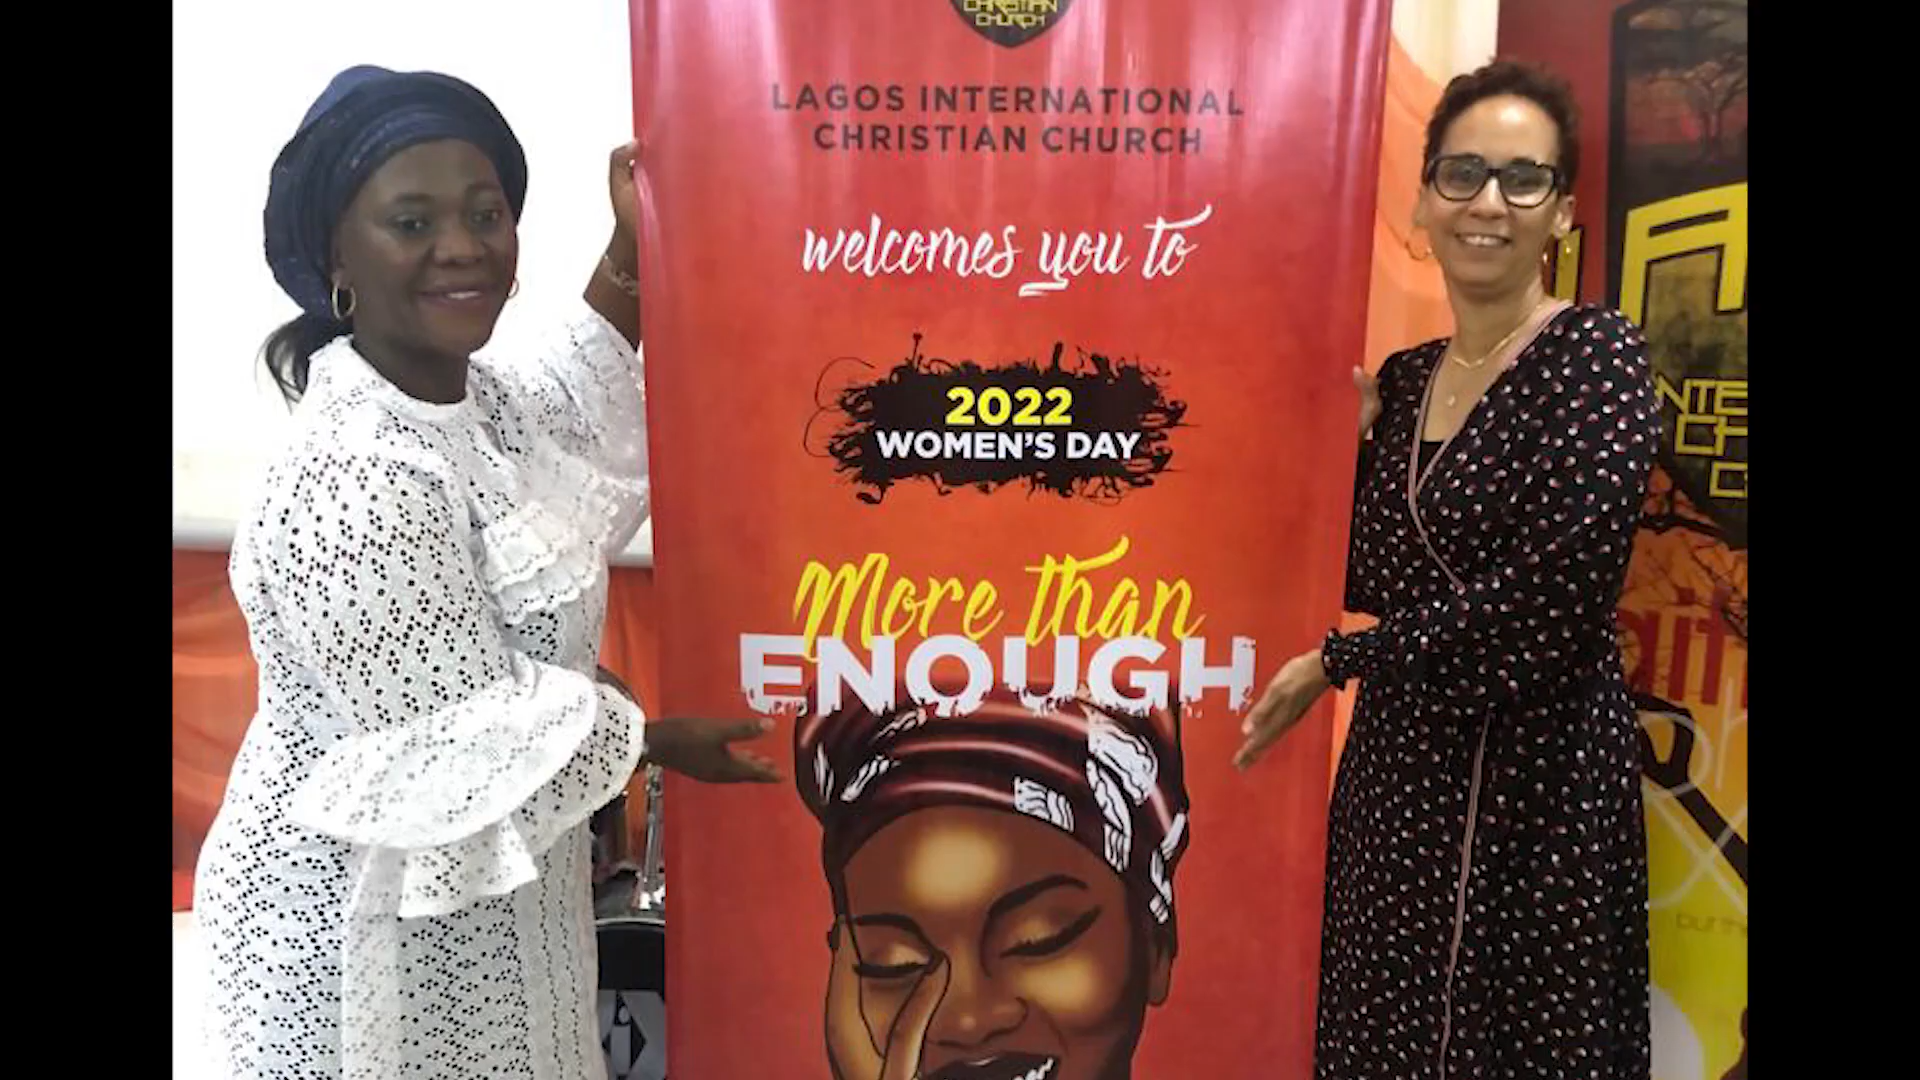 CHRISTIAN
CHURCH
LAGOS INTERNATIONAL
CHRISTIAN CHURCH
welcomes you to
2022
WOMEN'S DAY
More than
ENOUGH